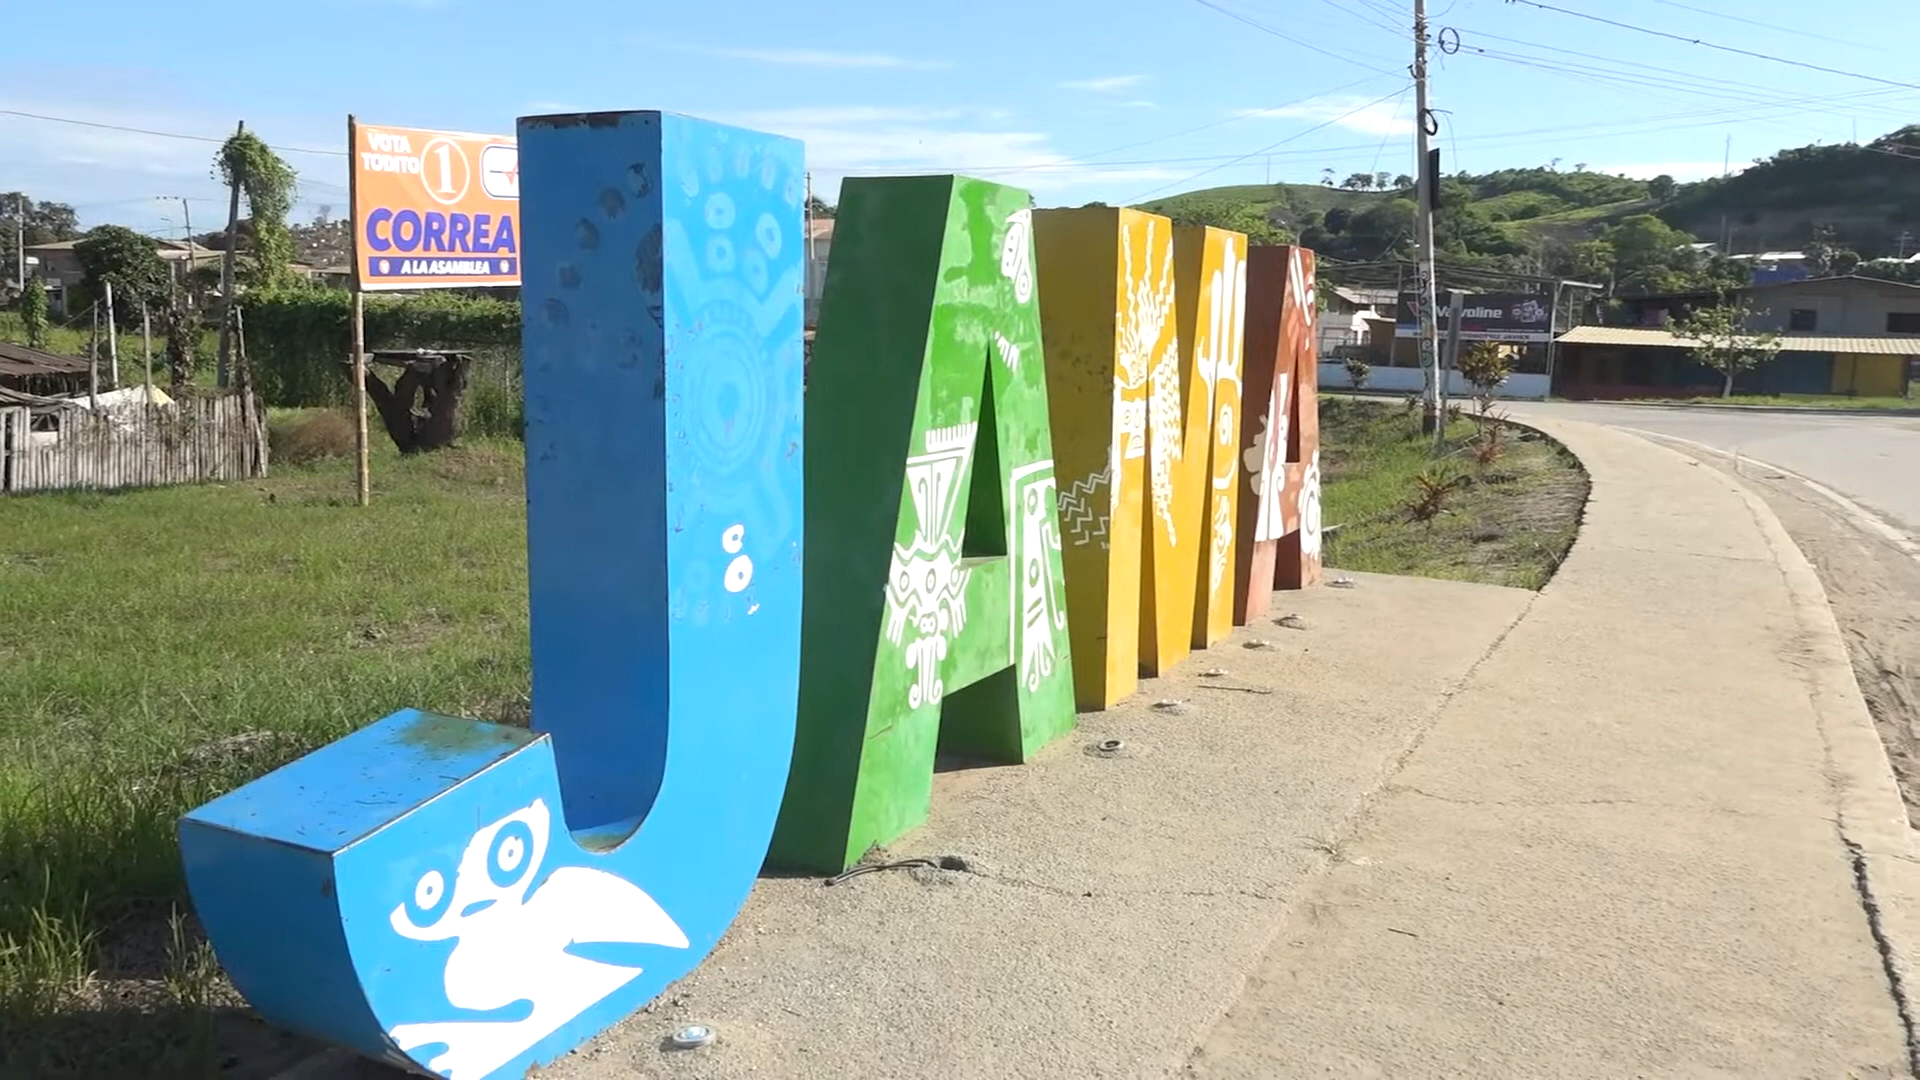 VOTA
TODITO
1
CORREA
A LA ASAMBLEA
JAMA
Valvoline